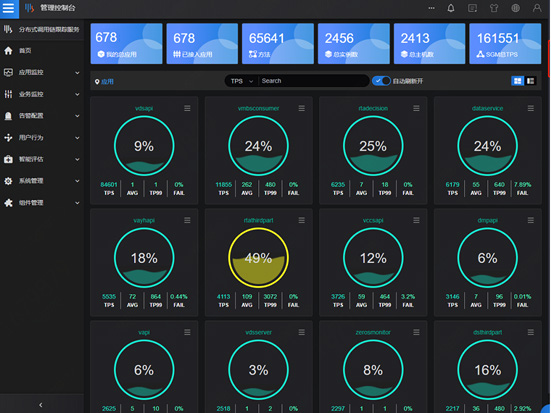 管理控制台
分布式调用链跟踪服务
首页
应用监控
业务监控
告警配置
用户行为
智能评估
系统管理
组件管理
678
我的总应用
678
已接入应用
65641
方法
2456
总实例数
2413
总主机数
161551
SGM总TPS
应用
TPS
Search
自动刷新开
vdsapi
9%
84601 1 1 0%
TPS AVG TP99 FAIL
vmbsconsumer
24%
11855 262 480 0%
TPS AVG TP99 FAIL
rtadecision
25%
6235 7 18 0%
TPS AVG TP99 FAIL
dataservice
24%
6179 55 640 7.89%
TPS AVG TP99 FAIL
vayhapi
18%
5535 72 864 0.44%
TPS AVG TP99 FAIL
rtathirdpart
49%
4113 109 3072 0%
TPS AVG TP99 FAIL
vccsapi
12%
3726 59 464 3.2%
TPS AVG TP99 FAIL
dmpapi
6%
3146 7 96 0.01%
TPS AVG TP99 FAIL
vapi
6%
2625 5 10 0%
vdsserver
3%
2518 1 2 0%
zerosmonitor
8%
2297 1 1 0%
dsthirdpart
16%
2217 36 480 2.92%